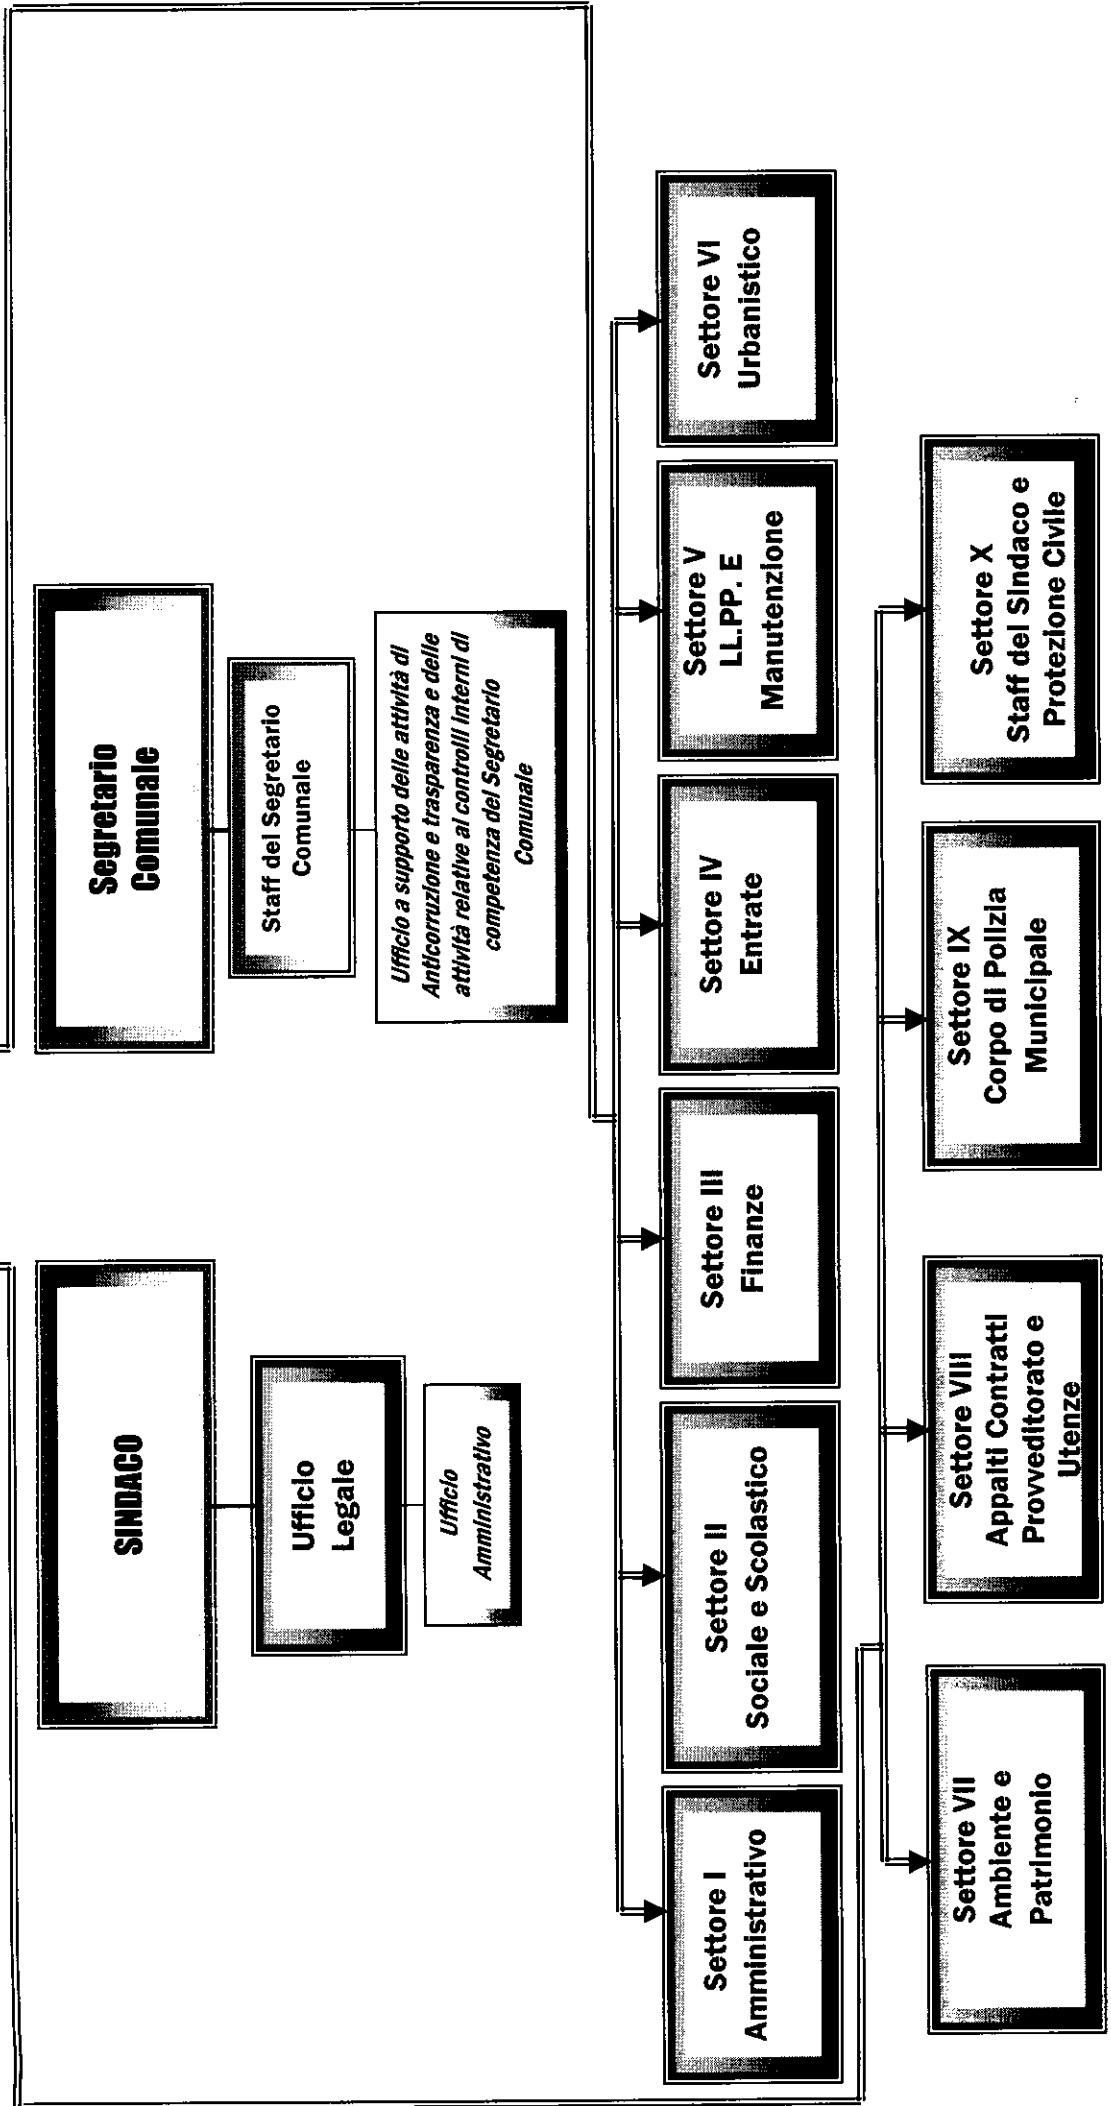 SINDACO
Ufficio
Legale
Ufficio
Amministrativo
Segretario
Comunale
Staff del Segretario
Comunale
Ufficio a supporto delle attività di
Anticorruzione e trasparenza e delle
attività relative ai controlli interni di
competenza del Segretario
Comunale
Settore I
Amministrativo
Settore II
Sociale e Scolastico
Settore III
Finanze
Settore IV
Entrate
Settore V
LL.PP. E
Manutenzione
Settore VI
Urbanistico
Settore VII
Ambiente e
Patrimonio
Settore VIII
Appalti Contratti
Provveditorato e
Utenze
Settore IX
Corpo di Polizia
Municipale
Settore X
Staff del Sindaco e
Protezione Civile